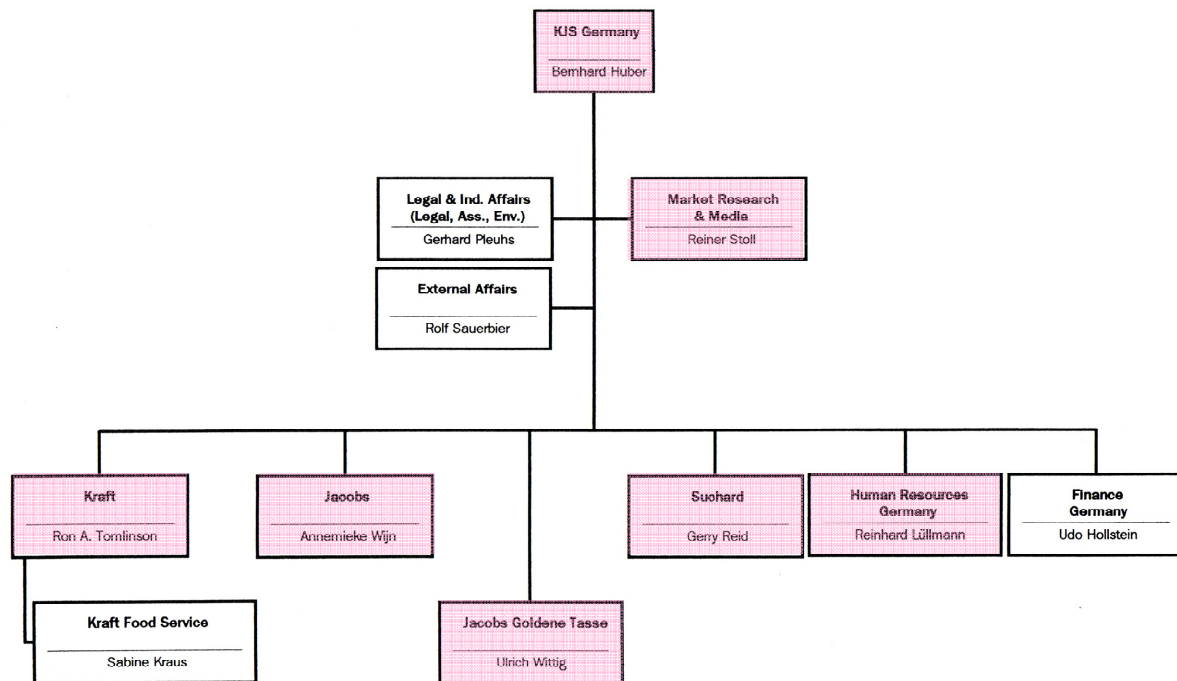 KJS Germany
Bernhard Huber
Legal & Ind. Affairs
(Legal, Ass., Env.)
Gerhard Pleuhs
Market Research
& Media
Reiner Stoll
External Affairs
Rolf Sauerbier
Kraft
Ron A. Tomlinson
Jacobs
Annemieke Wijn
Suchard
Gerry Reid
Human Resources
Germany
Reinhard Lüllmann
Finance
Germany
Udo Hollstein
Kraft Food Service
Sabine Kraus
Jacobs Goldene Tasse
Ulrich Wittig